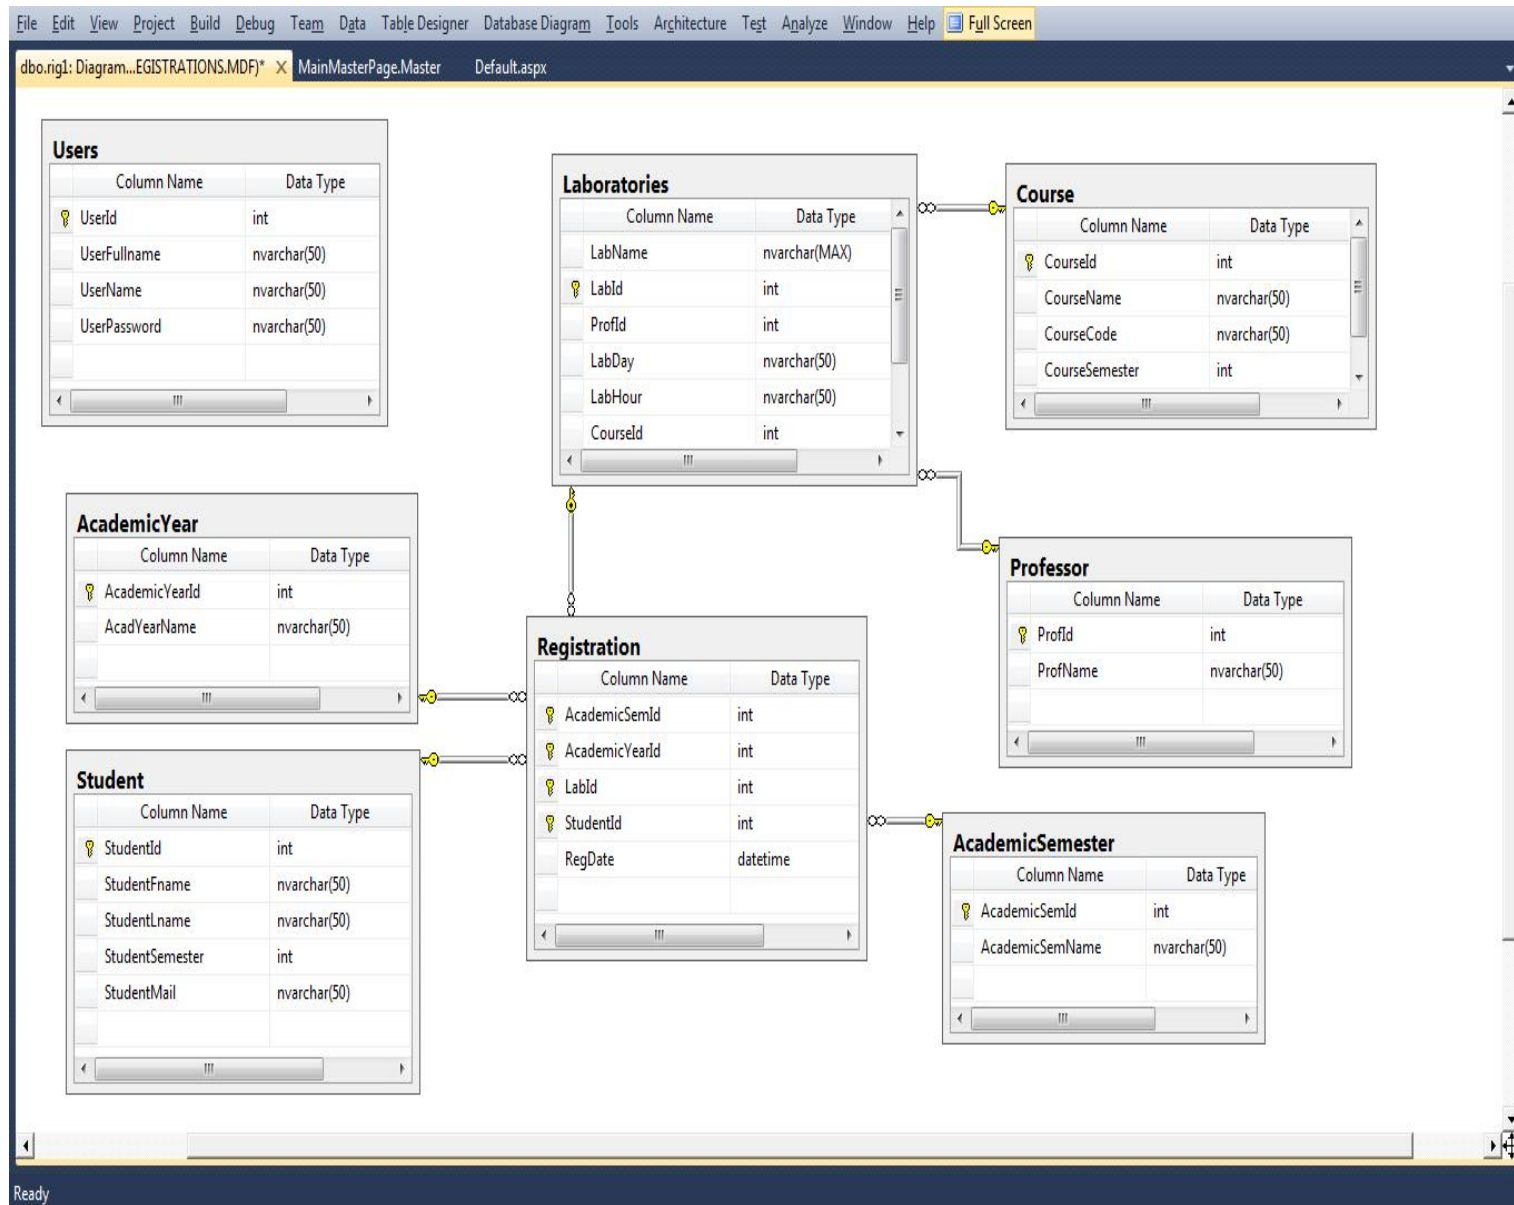 File Edit View Project Build Debug Team Data Table Designer Database Diagram Tools Architecture Test Analyze Window Help Full Screen
dbo.rig1: Diagram...EGISTRATIONS.MDF)* MainMasterPage.Master Default.aspx
Users
Column Name Data Type
UserId int
UserFullname nvarchar(50)
UserName nvarchar(50)
UserPassword nvarchar(50)
Laboratories
Column Name Data Type
LabName nvarchar(MAX)
LabId int
ProfId int
LabDay nvarchar(50)
LabHour nvarchar(50)
CourseId int
Course
Column Name Data Type
CourseId int
CourseName nvarchar(50)
CourseCode nvarchar(50)
CourseSemester int
AcademicYear
Column Name Data Type
AcademicYearId int
AcadYearName nvarchar(50)
Professor
Column Name Data Type
ProfId int
ProfName nvarchar(50)
Registration
Column Name Data Type
AcademicSemId int
AcademicYearId int
LabId int
StudentId int
RegDate datetime
Student
Column Name Data Type
StudentId int
StudentFname nvarchar(50)
StudentLname nvarchar(50)
StudentSemester int
StudentMail nvarchar(50)
AcademicSemester
Column Name Data Type
AcademicSemId int
AcademicSemName nvarchar(50)
Ready